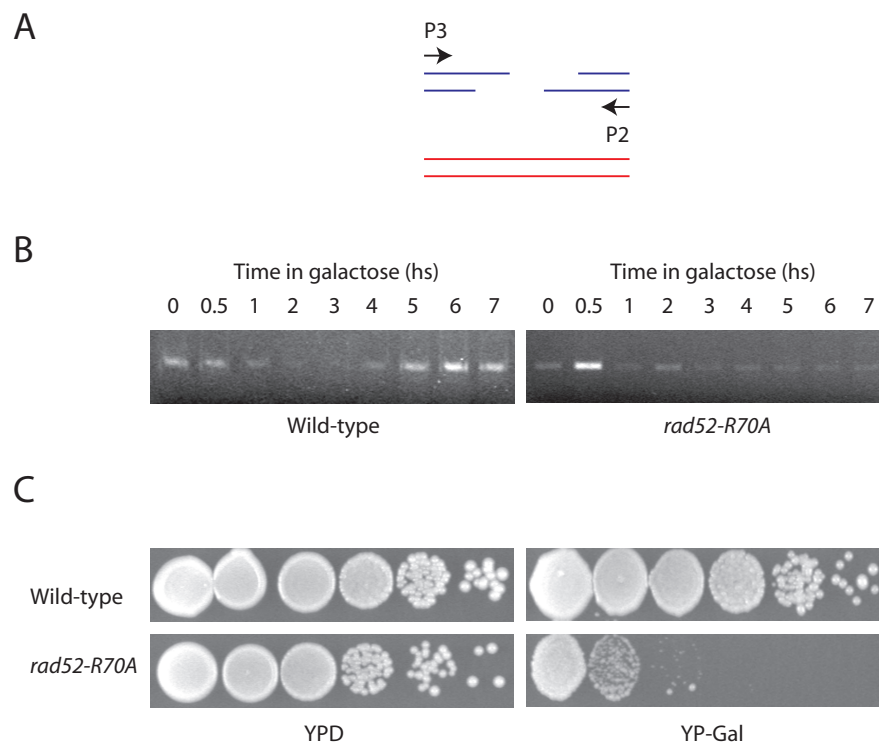 A
P3
P2
B
Time in galactose (hs)
Time in galactose (hs)
0 0.5 1 2 3 4 5 6 7
0 0.5 1 2 3 4 5 6 7
Wild-type
rad52-R70A
C
Wild-type
rad52-R70A
YPD
YP-Gal